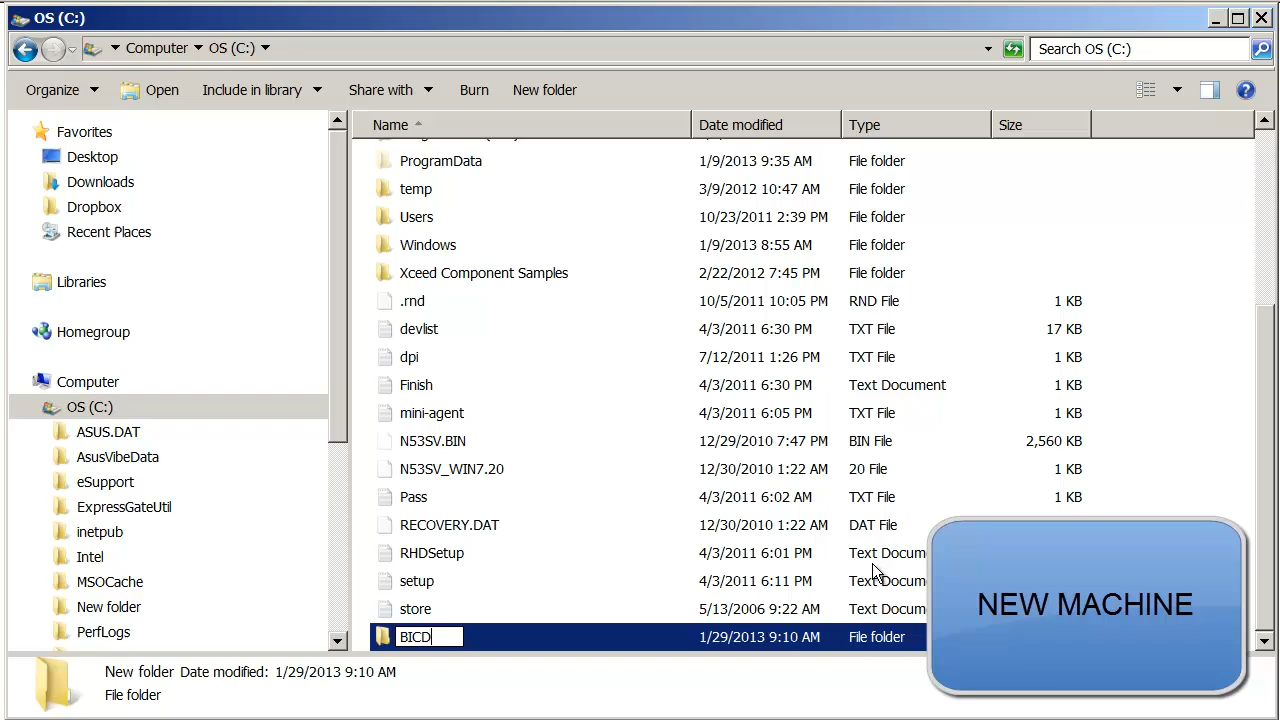 OS (C:)
Computer OS (C:) Search OS (C:)
Organize Open Include in library Share with Burn New folder
Name Date modified Type Size
Favorites
Desktop
Downloads
Dropbox
Recent Places
Libraries
Homegroup
Computer
OS (C:)
ASUS.DAT
AsusVibeData
eSupport
ExpressGateUtil
inetpub
Intel
MSOCache
New folder
PerfLogs
ProgramData 1/9/2013 9:35 AM File folder
temp 3/9/2012 10:47 AM File folder
Users 10/23/2011 2:39 PM File folder
Windows 1/9/2013 8:55 AM File folder
Xceed Component Samples 2/22/2012 7:45 PM File folder
.rnd 10/5/2011 10:05 PM RND File 1 KB
devlist 4/3/2011 6:30 PM TXT File 17 KB
dpi 7/12/2011 1:26 PM TXT File 1 KB
Finish 4/3/2011 6:30 PM Text Document 1 KB
mini-agent 4/3/2011 6:05 PM TXT File 1 KB
N53SV.BIN 12/29/2010 7:47 PM BIN File 2,560 KB
N53SV_WIN7.20 12/30/2010 1:22 AM 20 File 1 KB
Pass 4/3/2011 6:02 AM TXT File 1 KB
RECOVERY.DAT 12/30/2010 1:22 AM DAT File
RHDSetup 4/3/2011 6:01 PM Text Docum
setup 4/3/2011 6:11 PM Text Docum
store 5/13/2006 9:22 AM Text Docum
BICD 1/29/2013 9:10 AM File folder
NEW MACHINE
New folder Date modified: 1/29/2013 9:10 AM
File folder